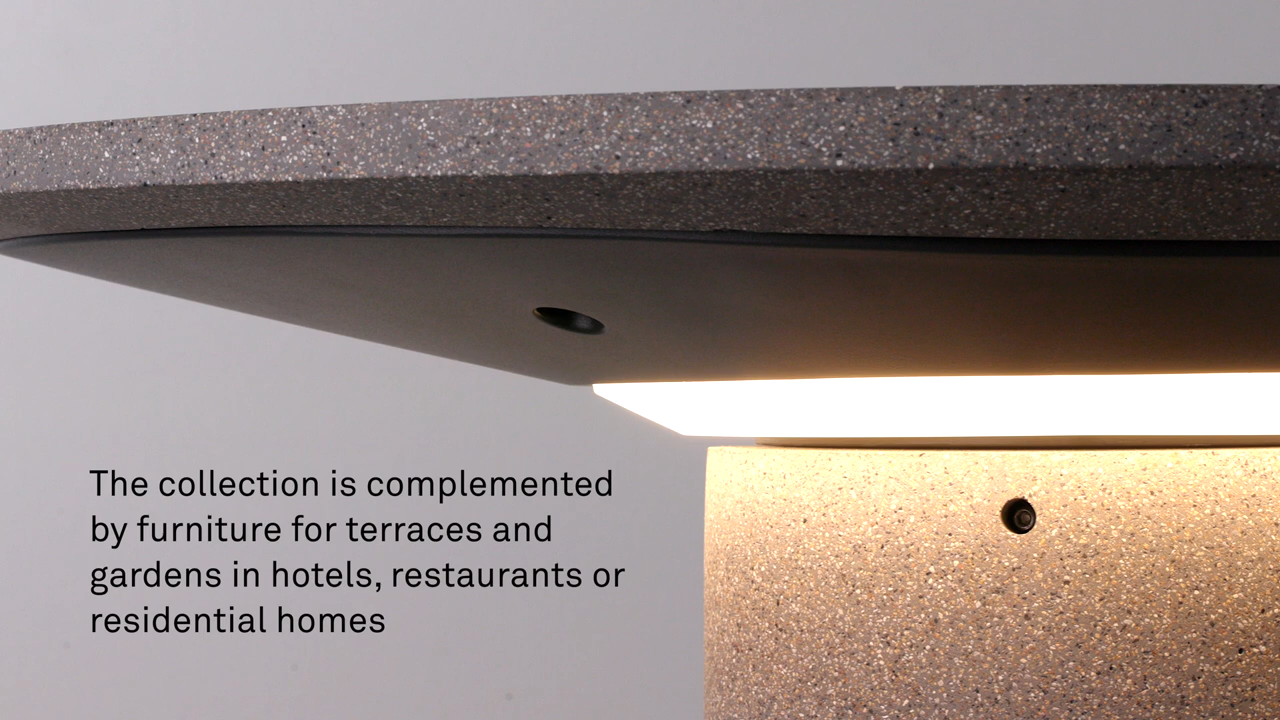 The collection is complemented
by furniture for terraces and
gardens in hotels, restaurants or
residential homes